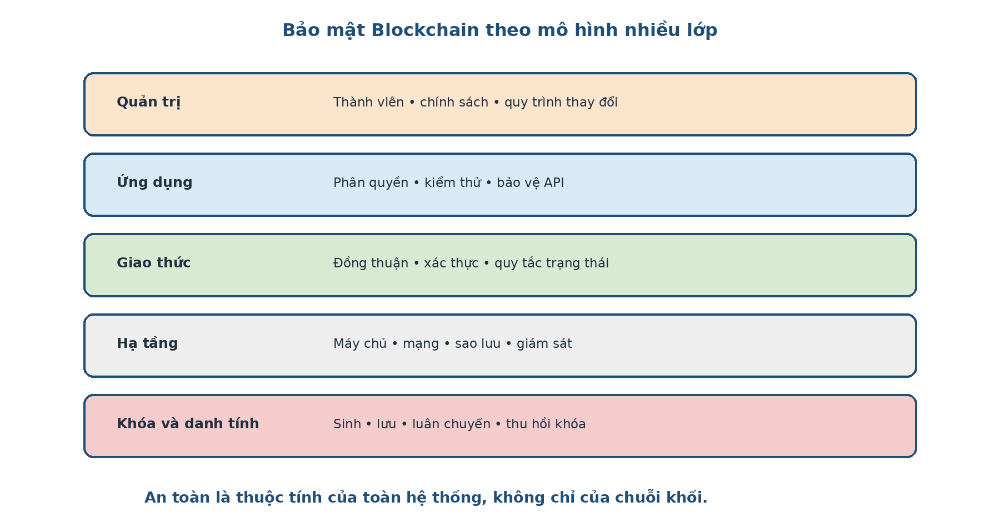 Bảo mật Blockchain theo mô hình nhiều lớp
Quản trị
Thành viên • chính sách • quy trình thay đổi
Ứng dụng
Phân quyền • kiểm thử • bảo vệ API
Giao thức
Đồng thuận • xác thực • quy tắc trạng thái
Hạ tầng
Máy chủ • mạng • sao lưu • giám sát
Khóa và danh tính
Sinh • lưu • luân chuyển • thu hồi khóa
An toàn là thuộc tính của toàn hệ thống, không chỉ của chuỗi khối.